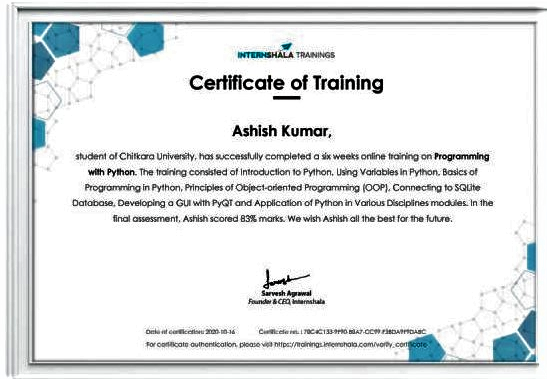 INTERNSHALA TRAININGS
Certificate of Training
Ashish Kumar,
student of Chitkara University, has successfully completed a six weeks online training on Programming
with Python. The training consisted of Introduction to Python, Using Variables in Python, Basics of
Programming in Python, Principles of Object-oriented Programming (OOP), Connecting to SQLite
Database, Developing a GUI with PyQT and Application of Python in Various Disciplines modules. In the
final assessment, Ashish scored 83% marks. We wish Ashish all the best for the future.
Sarvesh Agrawal
Founder & CEO, Internshala
Date of certification: 2020-10-16 Certificate no. :
For certificate authentication, please visit https://trainings.internshala.com/verify_certificate